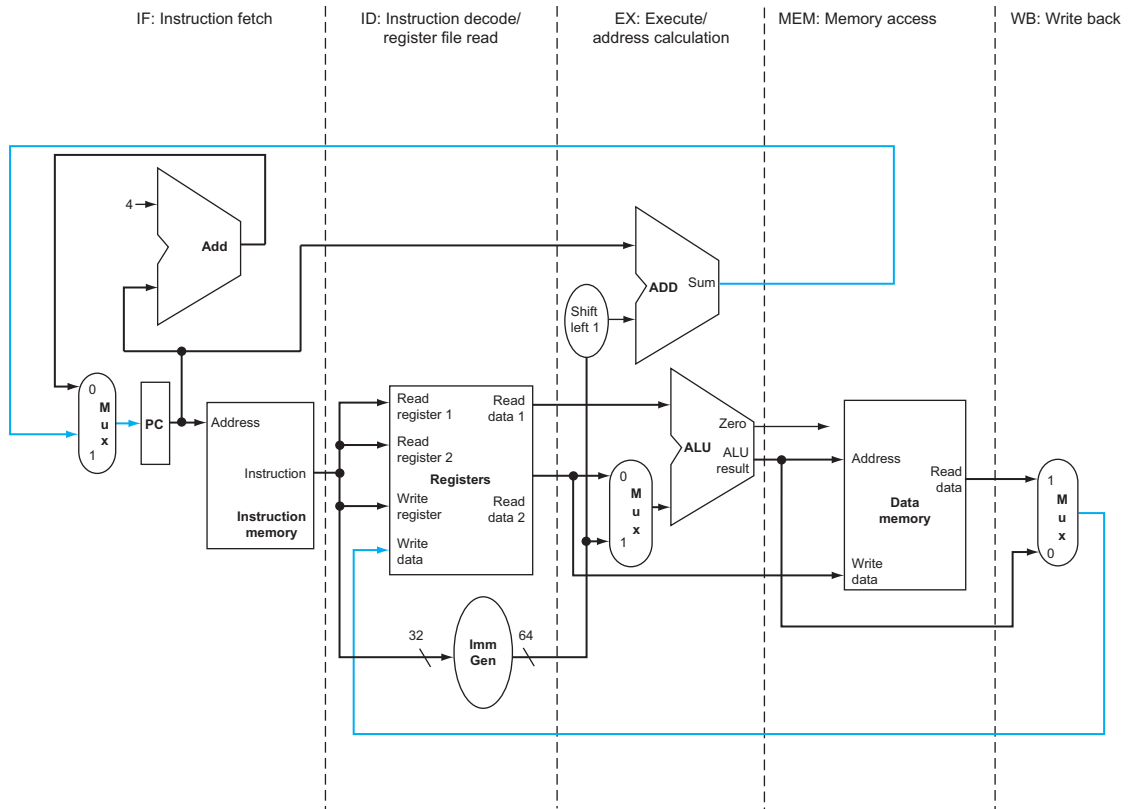 IF: Instruction fetch
ID: Instruction decode/
register file read
EX: Execute/
address calculation
MEM: Memory access
WB: Write back
4
Add
ADD
Sum
Shift
left 1
0
M
u
x
1
PC
Address
Instruction
Instruction
memory
Read
register 1
Read
register 2
Write
register
Write
data
Registers
Read
data 1
Read
data 2
32
Imm
Gen
64
0
M
u
x
1
ALU
Zero
ALU
result
Address
Write
data
Data
memory
Read
data
1
M
u
x
0